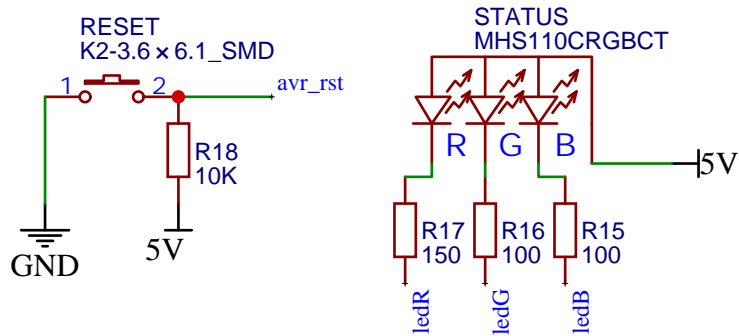 RESET
K2-3.6×6.1_SMD
1
2
avr_rst
R18
10K
GND
5V
STATUS
MHS110CRGBCT
R
G
B
5V
R17
150
R16
100
R15
100
ledR
ledG
ledB